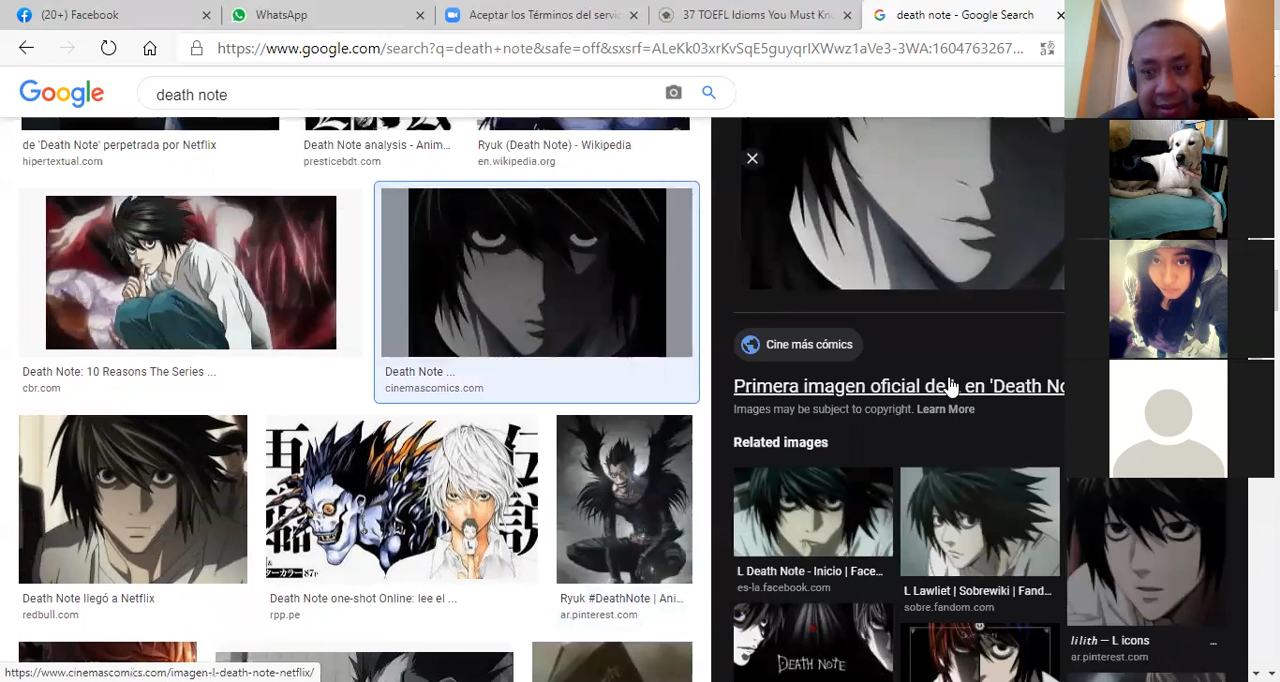 (20+) Facebook
WhatsApp
Aceptar los Términos del servic
37 TOEFL Idioms You Must Kn
death note - Google Search
https://www.google.com/search?q=death+note&safe=off&sxsrf=ALeKk03xrKvSqE5guyqrIXWwz1aVe3-3WA:1604763267...
Google
death note
de 'Death Note' perpetrada por Netflix
hipertextual.com
Death Note analysis - Anim...
presticebdt.com
Ryuk (Death Note) - Wikipedia
en.wikipedia.org
Death Note: 10 Reasons The Series ...
cbr.com
Death Note ...
cinemascomics.com
Death Note llegó a Netflix
redbull.com
Death Note one-shot Online: lee el ...
rpp.pe
Ryuk #DeathNote | Ani...
ar.pinterest.com
Cine más cómics
Primera imagen oficial de en 'Death No
Images may be subject to copyright. Learn More
Related images
L Death Note - Inicio | Face...
es-la.facebook.com
L Lawliet | Sobrewiki | Fand...
sobre.fandom.com
DEATH NOTE
lilith — L icons
...
ar.pinterest.com
https://www.cinemascomics.com/imagen-l-death-note-netflix/